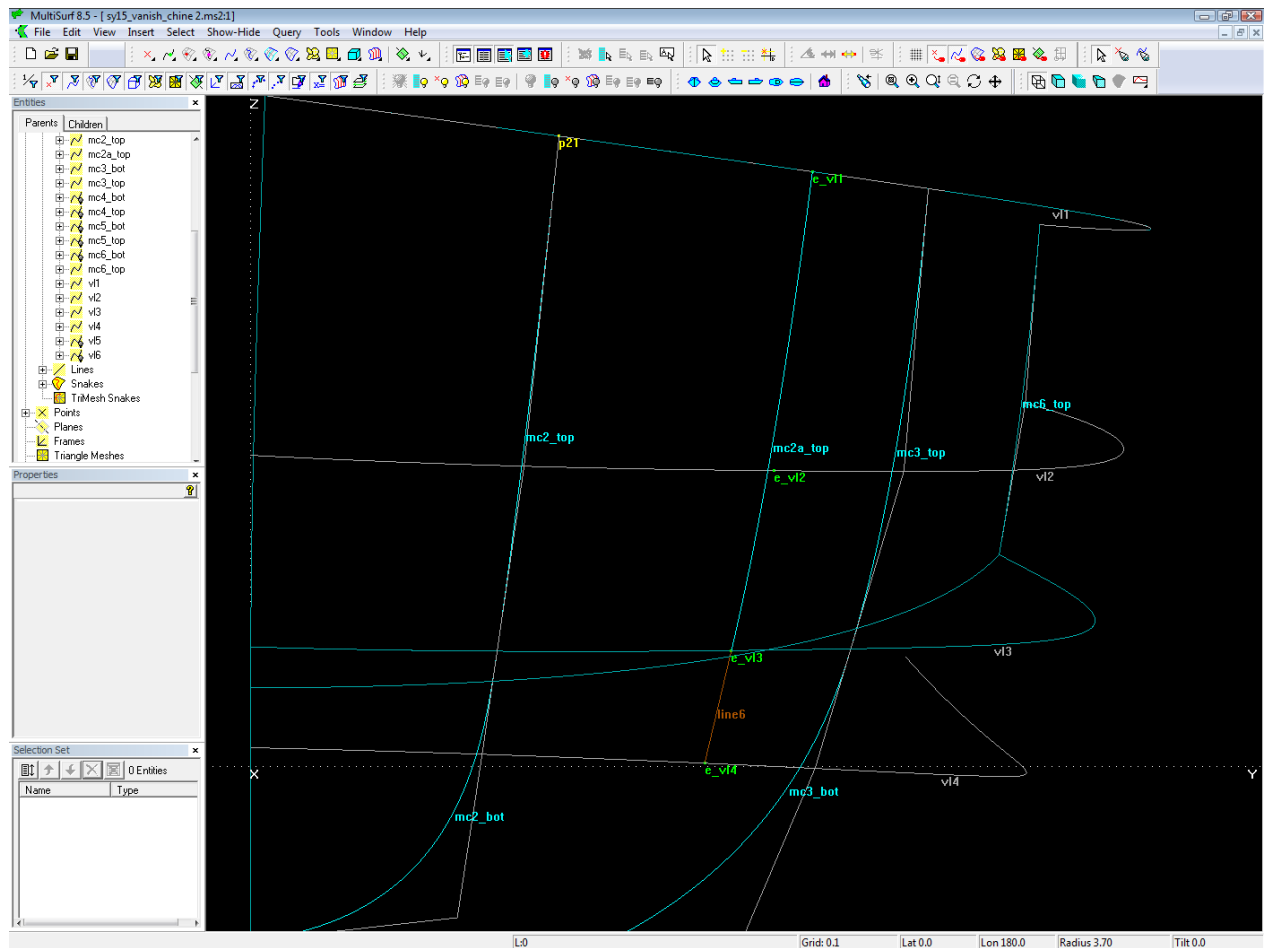 MultiSurf 8.5 - [ sy15_vanish_chine 2.ms2:1]
File Edit View Insert Select Show-Hide Query Tools Window Help
Entities
Parents Children
mc2_top
mc2a_top
mc3_bot
mc3_top
mc4_bot
mc4_top
mc5_bot
mc5_top
mc6_bot
mc6_top
vl1
vl2
vl3
vl4
vl5
vl6
Lines
Snakes
TriMesh Snakes
Points
Planes
Frames
Triangle Meshes
Properties
Selection Set
0 Entities
Name Type
Z
p21
e_vl1
vl1
mc6_top
mc2_top
mc2a_top
mc3_top
e_vl2
vl2
e_vl3
vl3
line6
X
e_vl4
Y
vl4
mc3_bot
mc2_bot
L:0
Grid: 0.1
Lat 0.0
Lon 180.0
Radius 3.70
Tilt 0.0